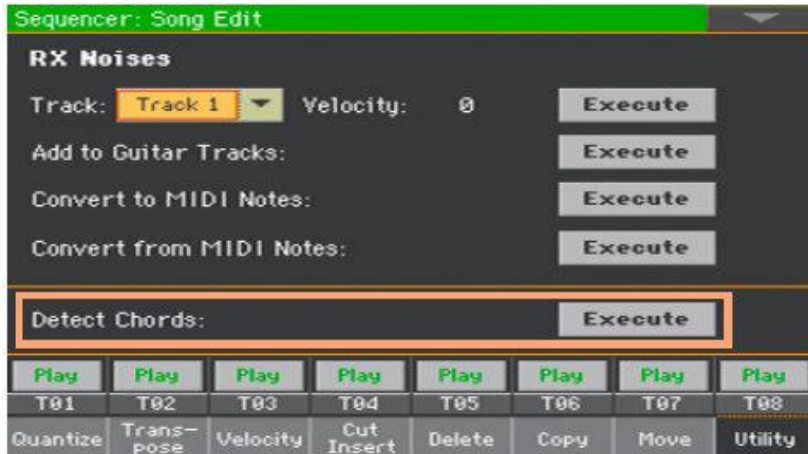 Sequencer: Song Edit
RX Noises
Track: Track 1 Velocity: 0 Execute
Add to Guitar Tracks: Execute
Convert to MIDI Notes: Execute
Convert from MIDI Notes: Execute
Detect Chords: Execute
Play Play Play Play Play Play Play Play
T01 T02 T03 T04 T05 T06 T07 T08
Quantize Trans-pose Velocity Cut Insert Delete Copy Move Utility